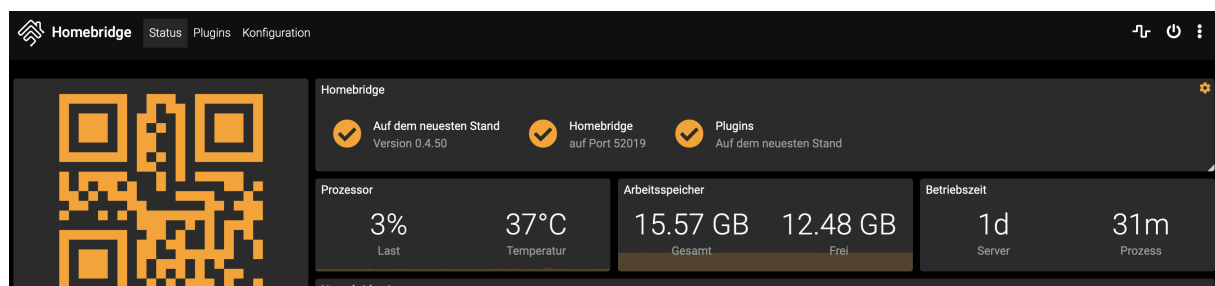 Homebridge Status Plugins Konfiguration
Homebridge
Auf dem neuesten Stand
Version 0.4.50
Homebridge
auf Port 52019
Plugins
Auf dem neuesten Stand
Prozessor
3%
Last
37°C
Temperatur
Arbeitsspeicher
15.57 GB
Gesamt
12.48 GB
Frei
Betriebszeit
1d
Server
31m
Prozess